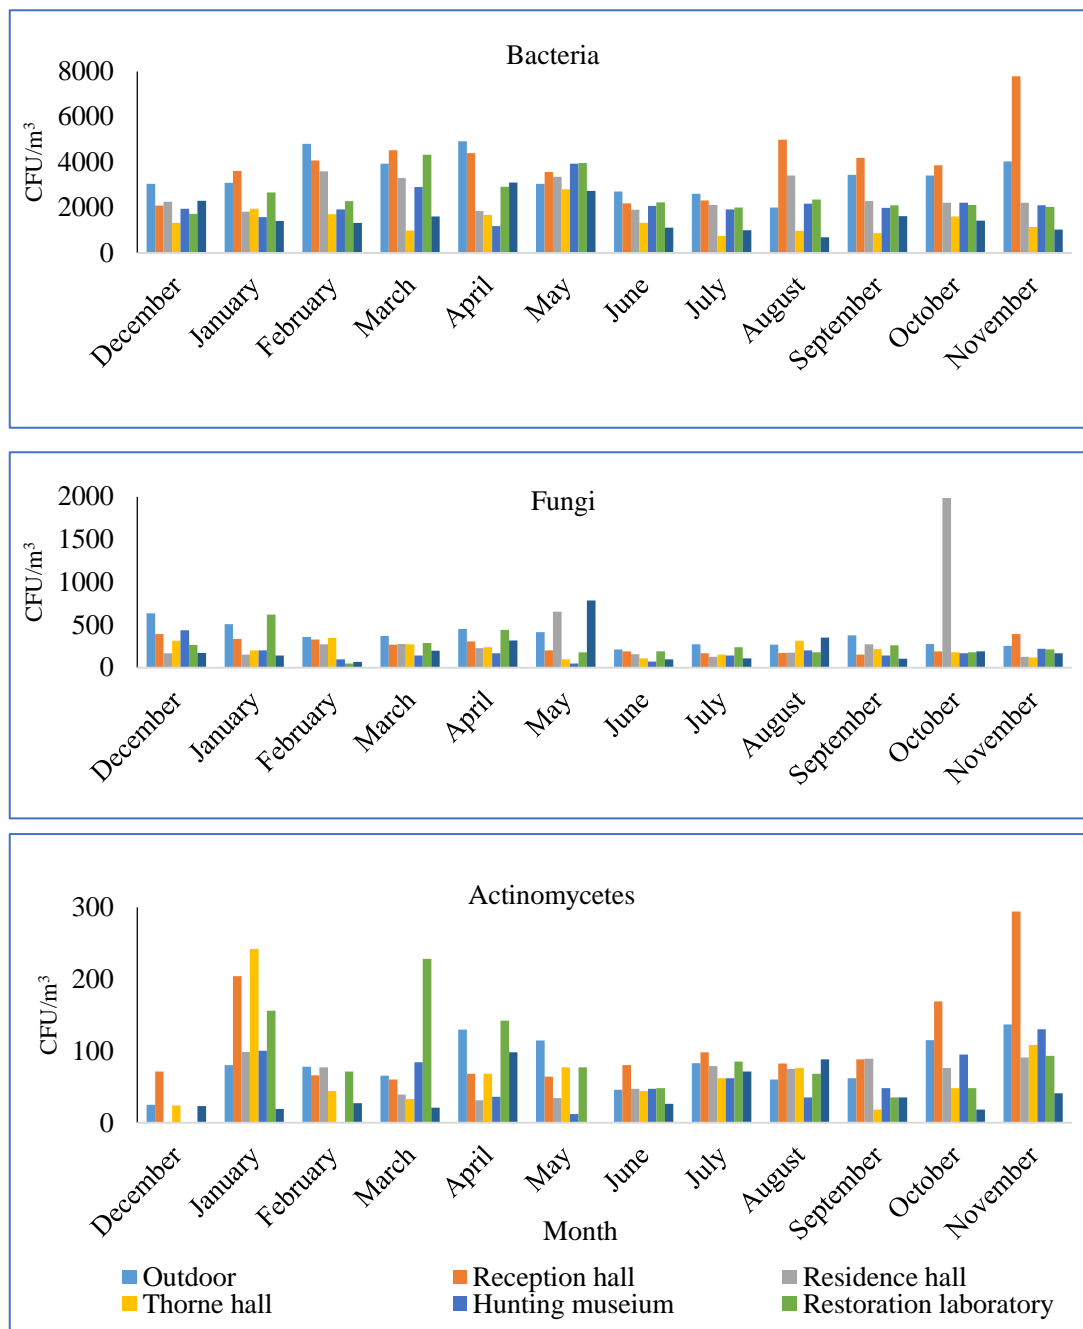 Bacteria
8000
6000
4000
2000
0
CFU/m³
December
January
February
March
April
May
June
July
August
September
October
November
Fungi
2000
1500
1000
500
0
CFU/m³
December
January
February
March
April
May
June
July
August
September
October
November
Actinomycetes
300
200
100
0
CFU/m³
December
January
February
March
April
May
June
July
August
September
October
November
Month
Outdoor Reception hall Residence hall
Thorne hall Hunting museium Restoration laboratory